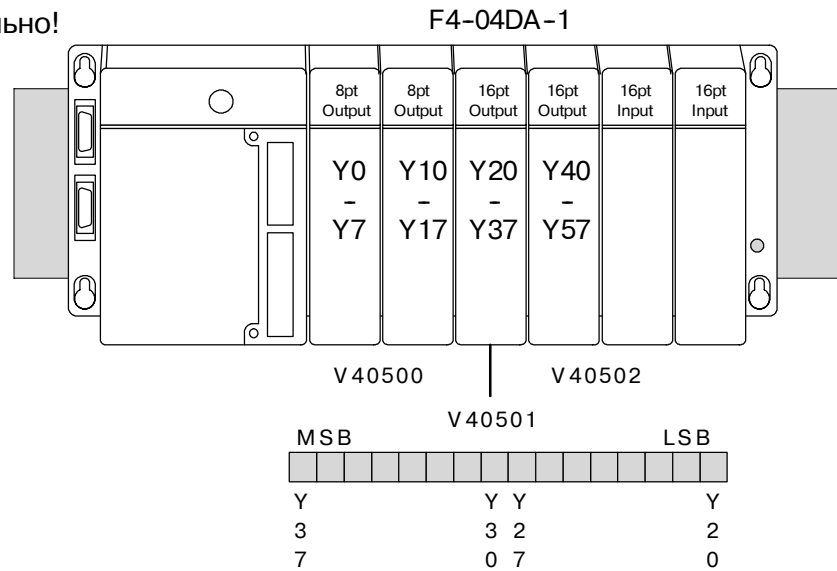 ьно!
F4-04DA-1
8pt 8pt 16pt 16pt 16pt 16pt
Output Output Output Output Input Input
Y0 Y10 Y20 Y40
- - - -
Y7 Y17 Y37 Y57
V40500 V40502
V40501
MSB LSB
Y Y Y Y
3 3 2 2
7 0 7 0